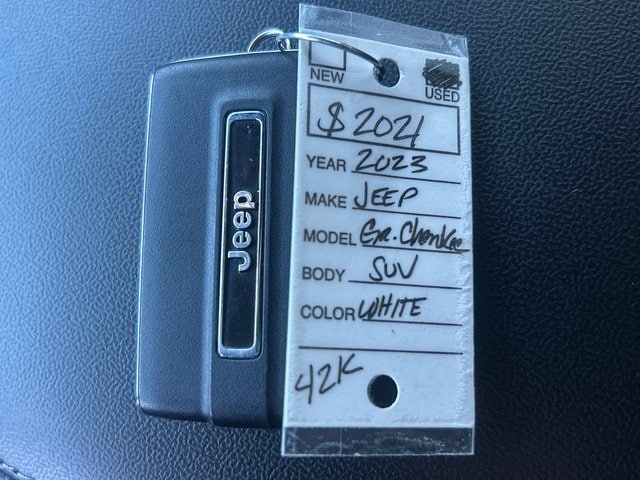 Jeep
NEW
USED
$2021
YEAR 2023
MAKE JEEP
MODEL Gr. Cherokee
BODY SUV
COLOR WHITE
42K